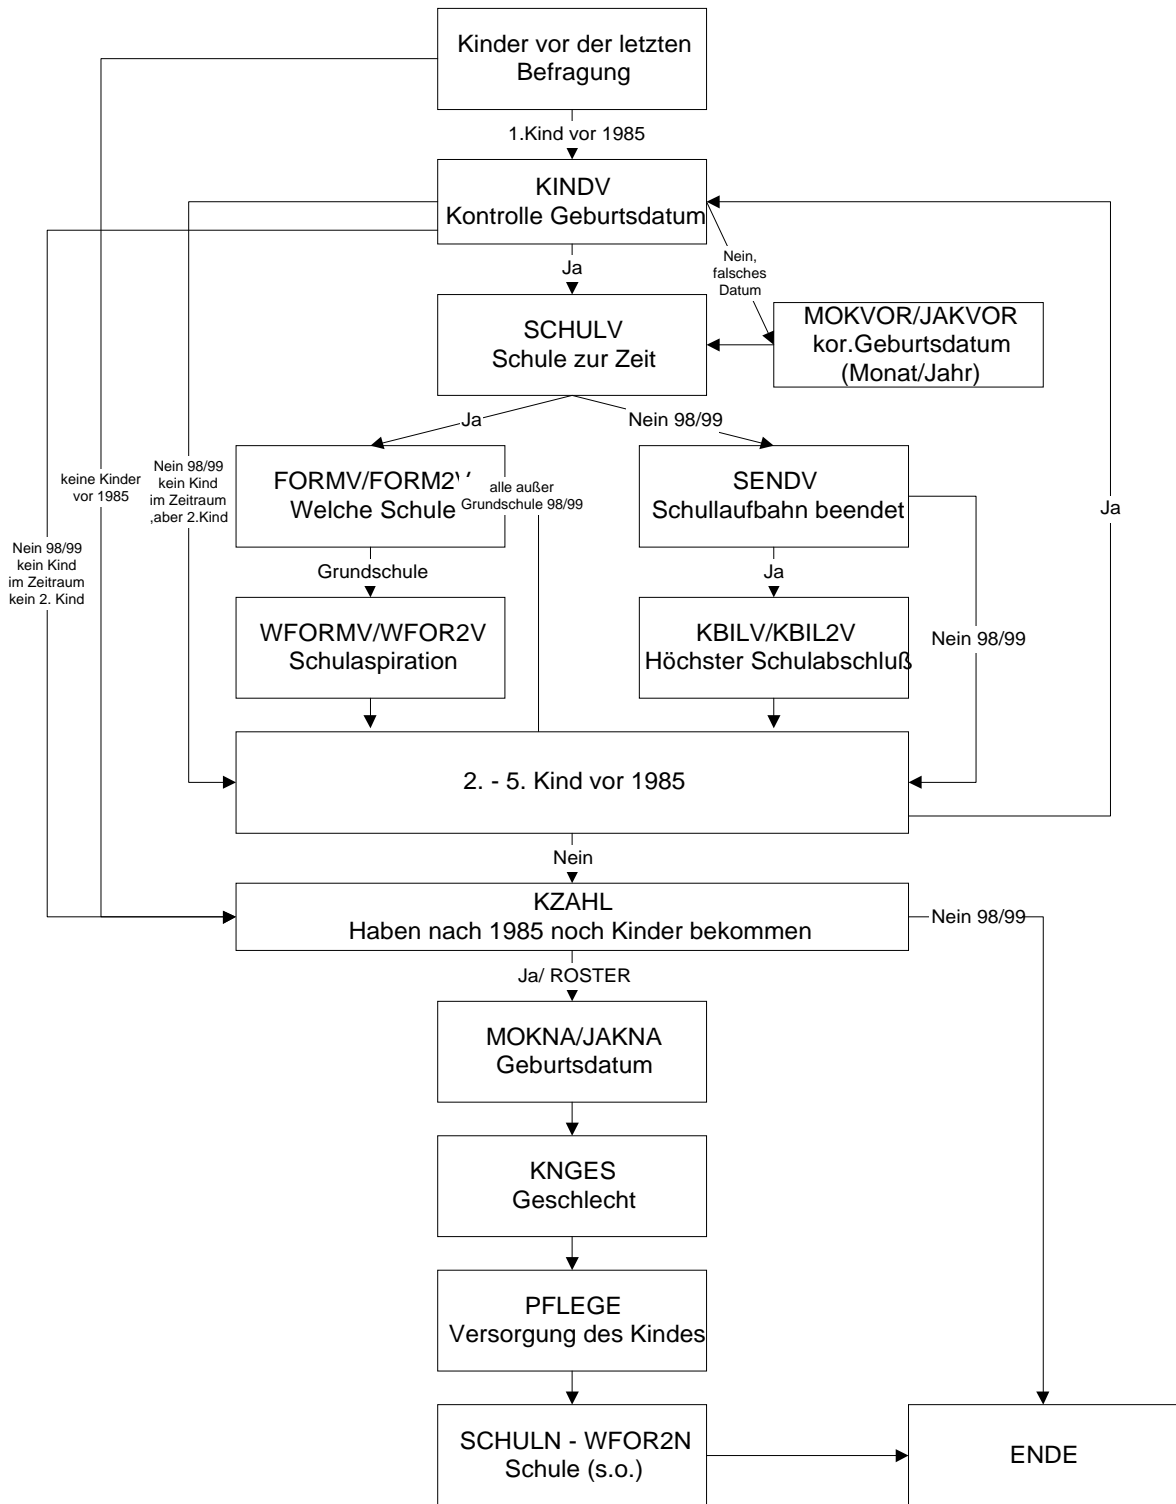 Kinder vor der letzten
Befragung
1.Kind vor 1985
KINDV
Kontrolle Geburtsdatum
Nein,
falsches
Datum
Ja
SCHULV
Schule zur Zeit
MOKVOR/JAKVOR
kor.Geburtsdatum
(Monat/Jahr)
Ja
Nein 98/99
keine Kinder
vor 1985
Nein 98/99
kein Kind
im Zeitraum
,aber 2.Kind
Nein 98/99
kein Kind
im Zeitraum
kein 2. Kind
FORMV/FORM2V
Welche Schule
alle außer
Grundschule 98/99
SENDV
Schullaufbahn beendet
Ja
Grundschule
Ja
WFORMV/WFOR2V
Schulaspiration
KBILV/KBIL2V
Höchster Schulabschluß
Nein 98/99
2. - 5. Kind vor 1985
Nein
KZAHL
Haben nach 1985 noch Kinder bekommen
Nein 98/99
Ja/ ROSTER
MOKNA/JAKNA
Geburtsdatum
KNGES
Geschlecht
PFLEGE
Versorgung des Kindes
SCHULN - WFOR2N
Schule (s.o.)
ENDE